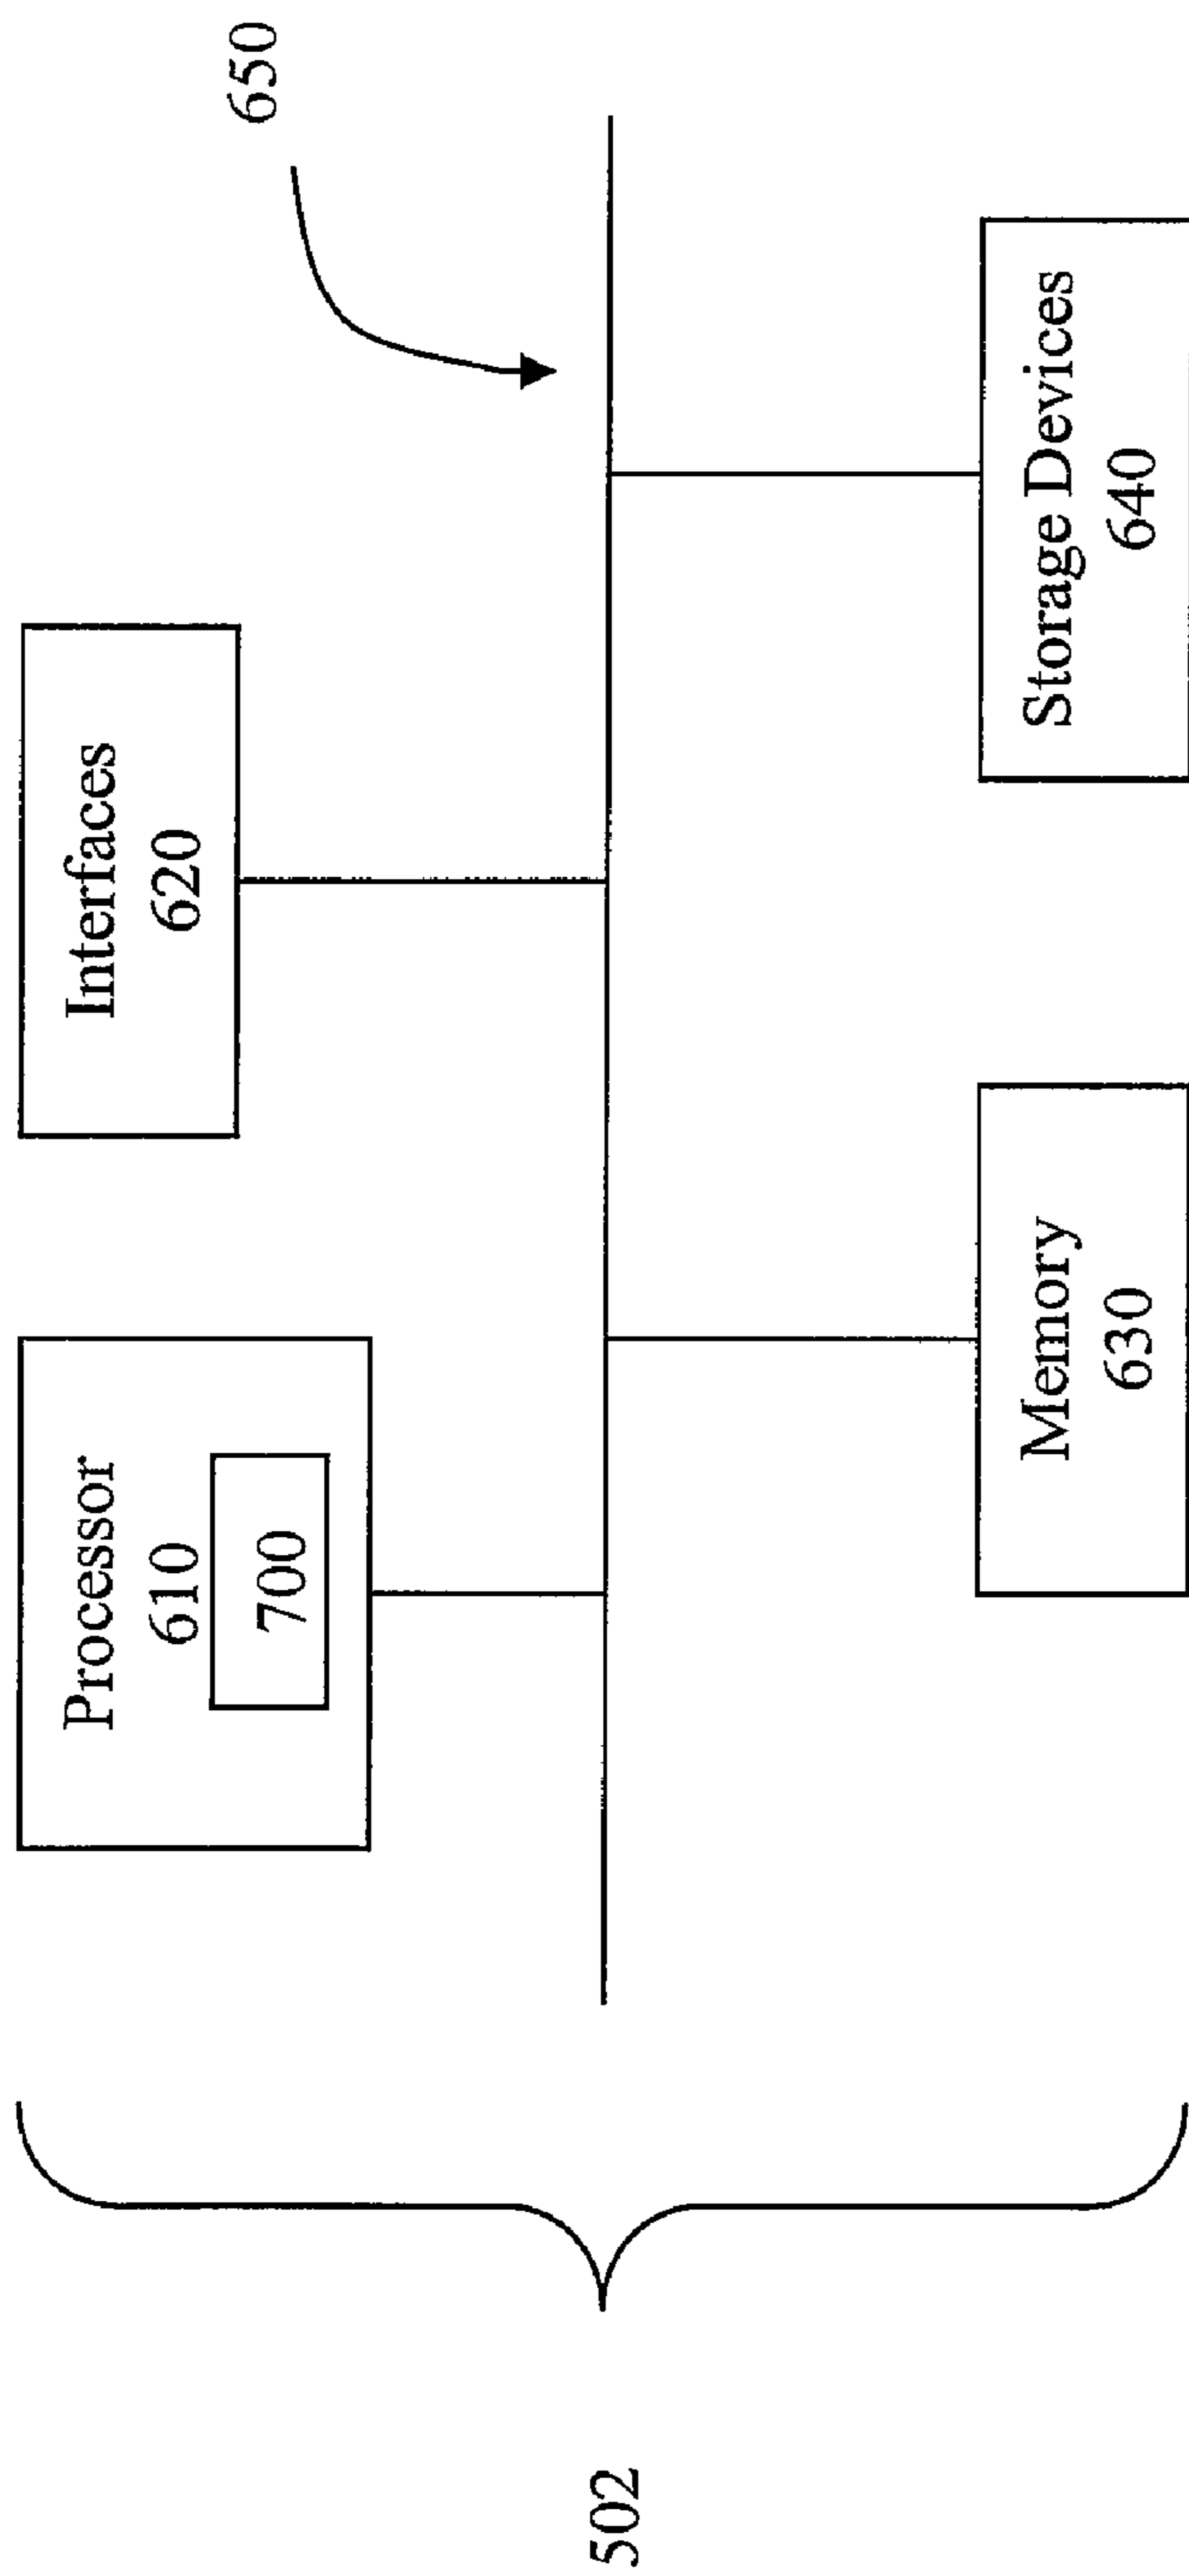 650
Processor
610
700
Interfaces
620
502
Memory
630
Storage Devices
640